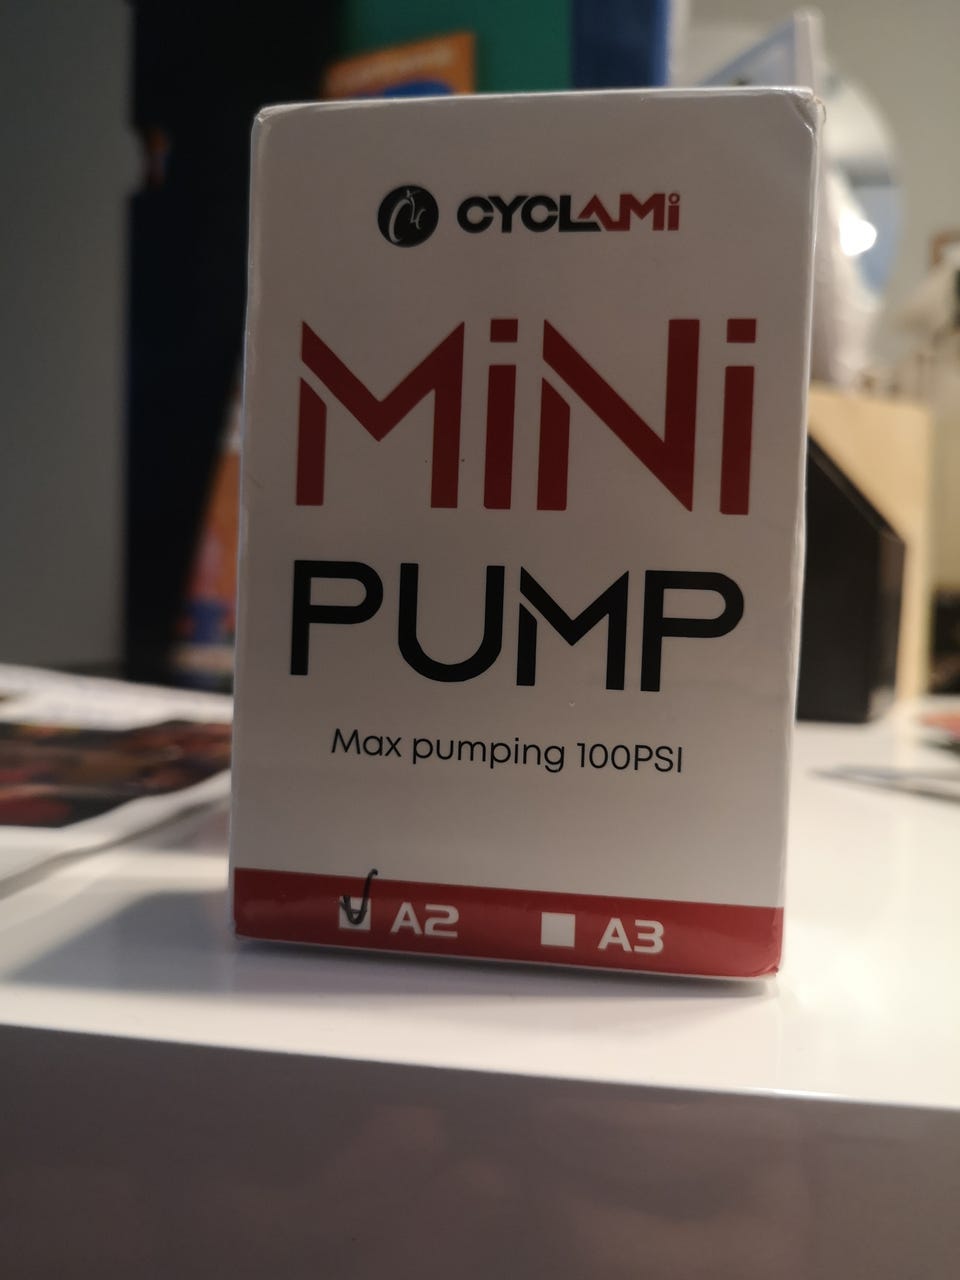 CYCLAMi
MiNi
PUMP
Max pumping 100PSI
A2 A3